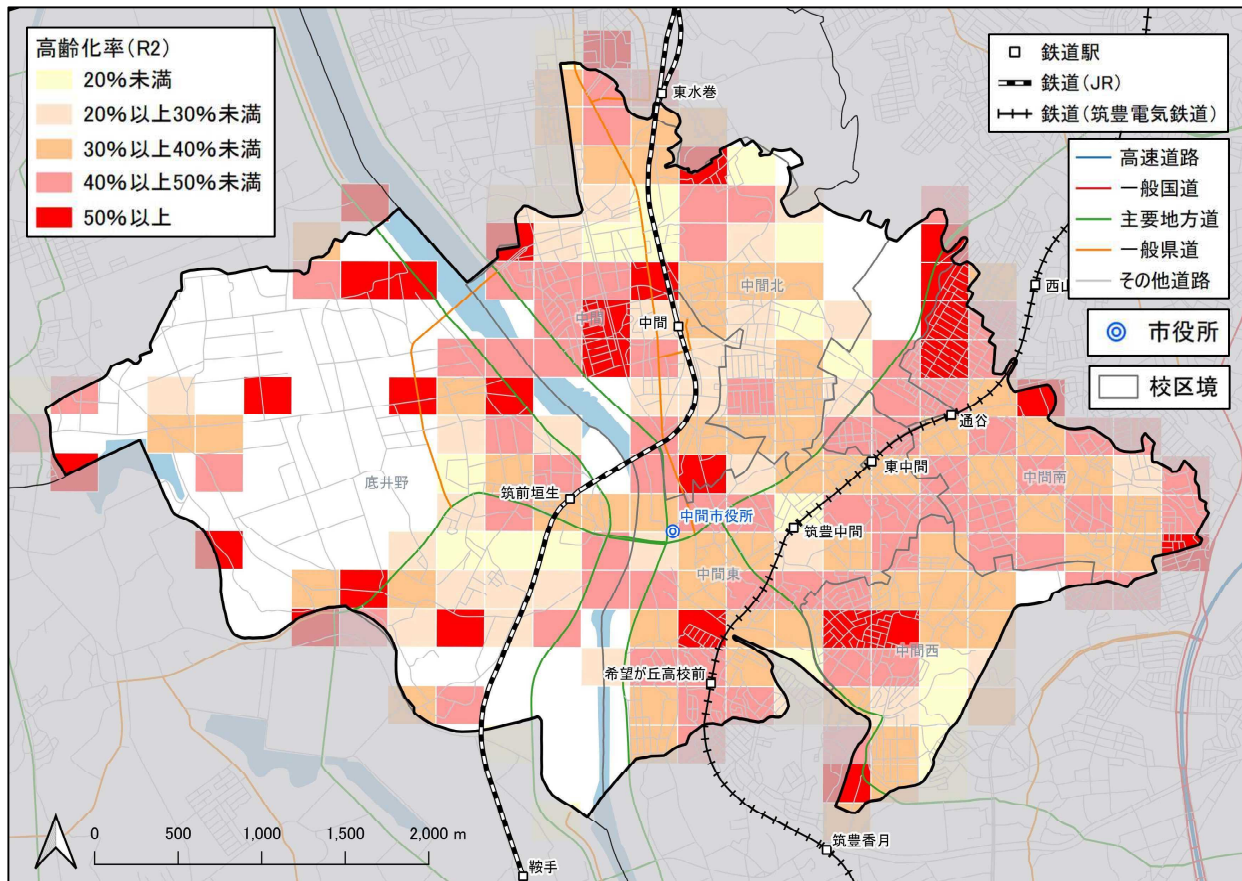 高齢化率(R2)
20%未満
20%以上30%未満
30%以上40%未満
40%以上50%未満
50%以上
鉄道駅
鉄道(JR)
鉄道(筑豊電気鉄道)
高速道路
一般国道
主要地方道
一般県道
その他道路
市役所
校区境
東水巻
中間北
西山
中間
中間
通谷
東中間
中間南
底井野
筑前垣生
中間市役所
筑豊中間
中間東
中間西
希望が丘高校前
筑豊香月
鞍手
0 500 1,000 1,500 2,000 m